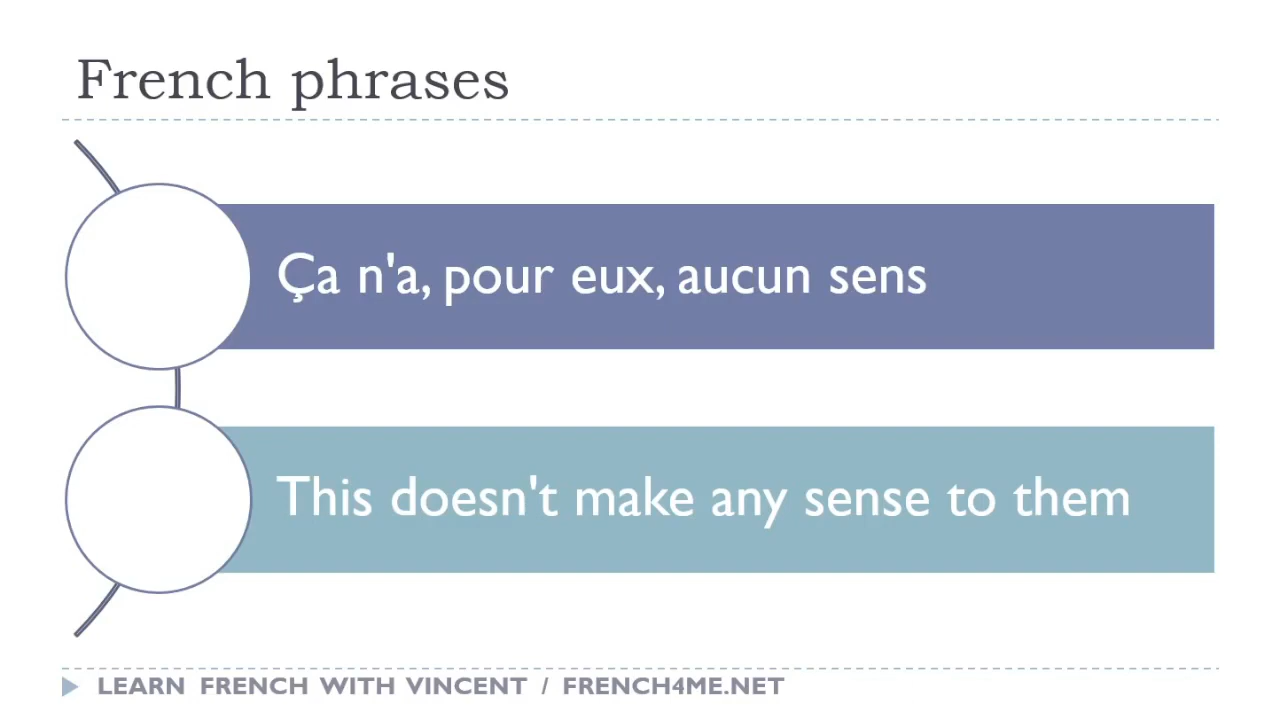 French phrases
Ça n'a, pour eux, aucun sens
This doesn't make any sense to them
LEARN FRENCH WITH VINCENT / FRENCH4ME.NET